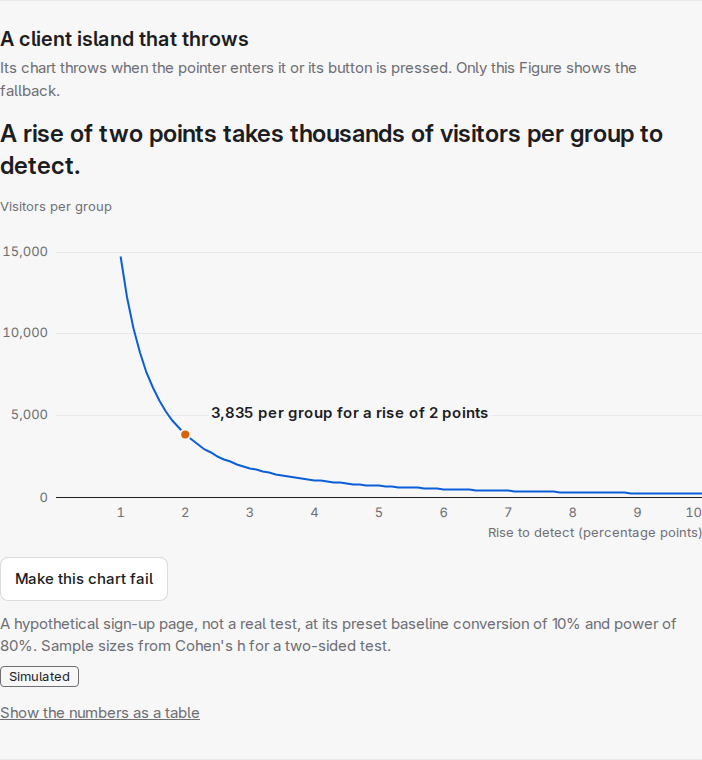 A client island that throws
Its chart throws when the pointer enters it or its button is pressed. Only this Figure shows the
fallback.
A rise of two points takes thousands of visitors per group to
detect.
Visitors per group
15,000
10,000
5,000
3,835 per group for a rise of 2 points
0
1 2 3 4 5 6 7 8 9 10
Rise to detect (percentage points)
Make this chart fail
A hypothetical sign-up page, not a real test, at its preset baseline conversion of 10% and power of
80%. Sample sizes from Cohen's h for a two-sided test.
Simulated
Show the numbers as a table